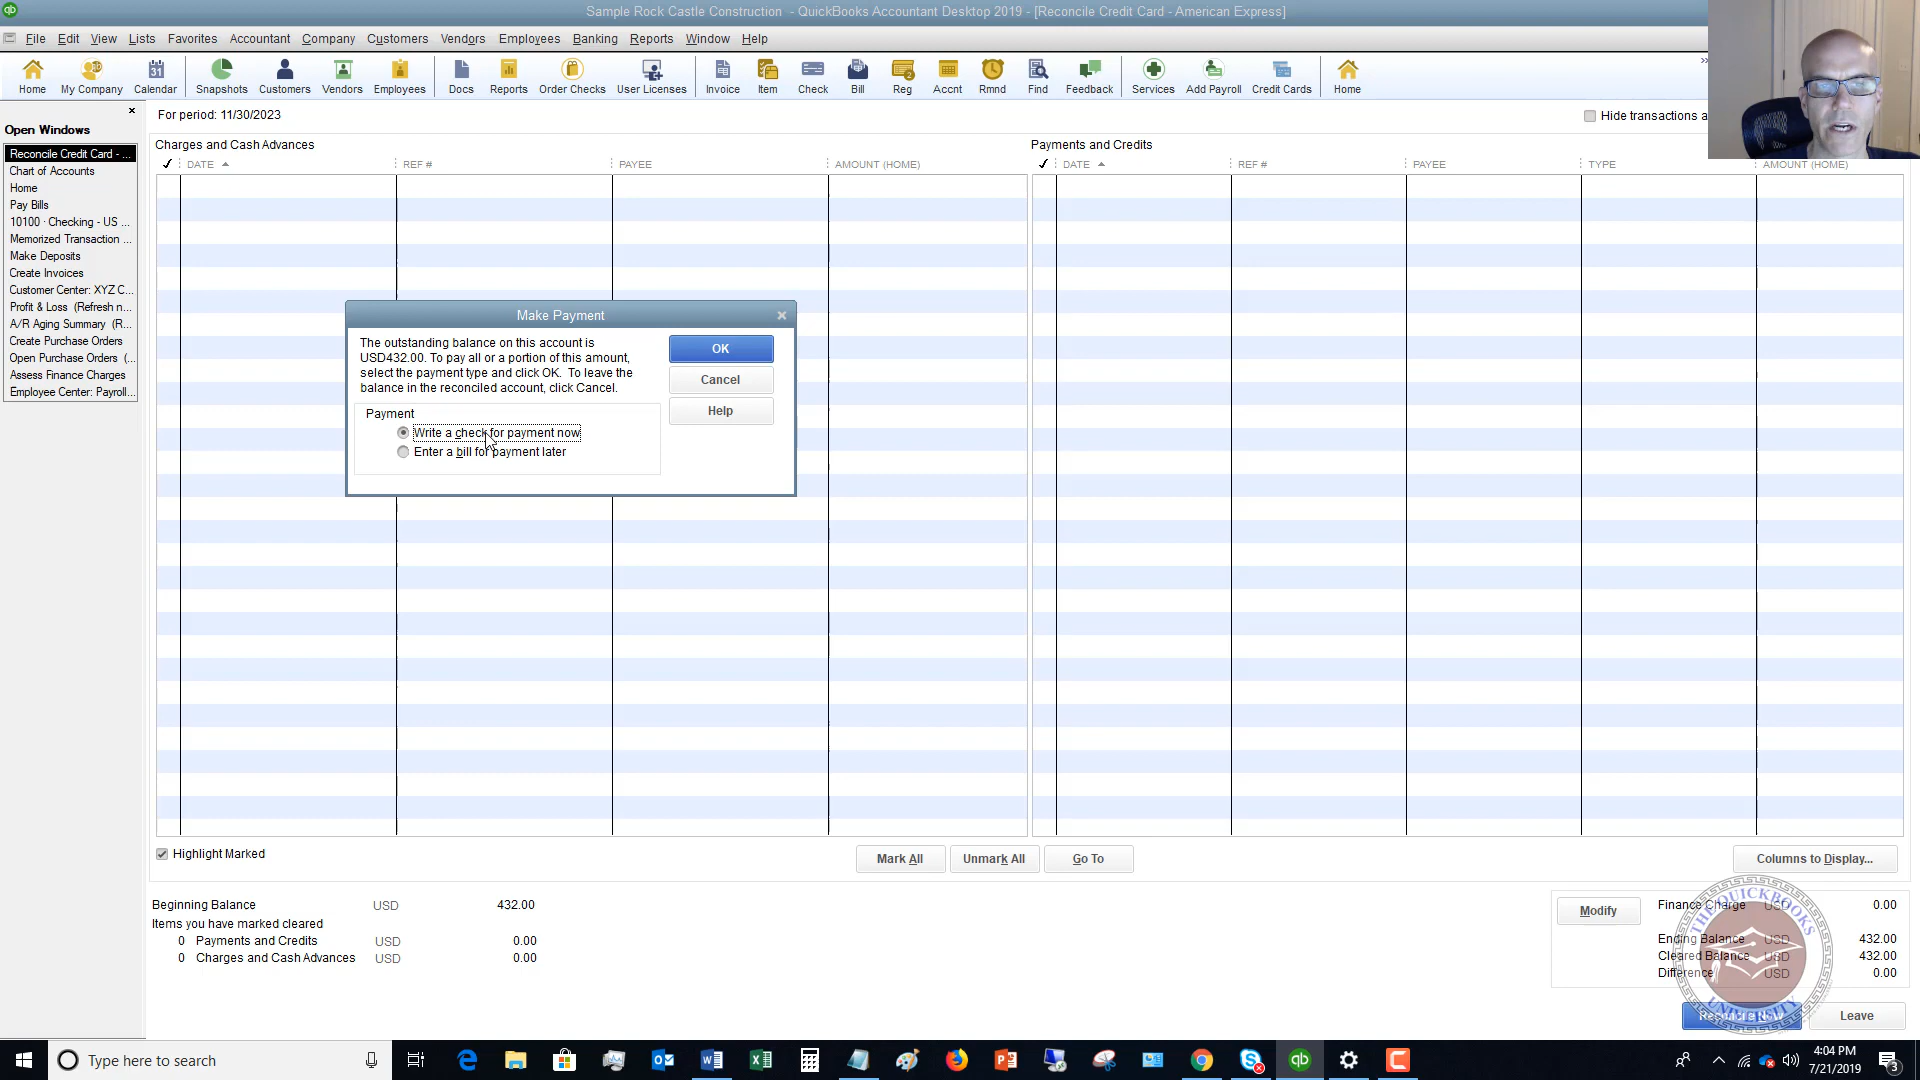 Sample Rock Castle Construction - QuickBooks Accountant Desktop 2019 - [Reconcile Credit Card - American Express]
File Edit View Lists Favorites Accountant Company Customers Vendors Employees Banking Reports Window Help
Home My Company Calendar Snapshots Customers Vendors Employees Docs Reports Order Checks User Licenses Invoice Item Check Bill Reg Accnt Rmnd Find Feedback Services Add Payroll Credit Cards Home
Open Windows
Reconcile Credit Card - ...
Chart of Accounts
Home
Pay Bills
10100 · Checking - US ...
Memorized Transaction ...
Make Deposits
Create Invoices
Customer Center: XYZ C...
Profit & Loss (Refresh n...
A/R Aging Summary (R...
Create Purchase Orders
Open Purchase Orders (...
Assess Finance Charges
Employee Center: Payroll...
For period: 11/30/2023
Hide transactions a
Charges and Cash Advances
DATE REF # PAYEE AMOUNT (HOME)
Payments and Credits
DATE REF # PAYEE TYPE AMOUNT (HOME)
Make Payment
The outstanding balance on this account is
USD432.00. To pay all or a portion of this amount,
select the payment type and click OK. To leave the
balance in the reconciled account, click Cancel.
OK
Cancel
Help
Payment
Write a check for payment now
Enter a bill for payment later
Highlight Marked
Mark All Unmark All Go To Columns to Display...
Beginning Balance USD 432.00
Items you have marked cleared
0 Payments and Credits USD 0.00
0 Charges and Cash Advances USD 0.00
Modify
Finance Charge USD 0.00
Ending Balance USD 432.00
Cleared Balance USD 432.00
Difference USD 0.00
THE QUICKBOOKS
UNIVERSITY
Reconcile Now Leave
Type here to search
4:04 PM
7/21/2019
3